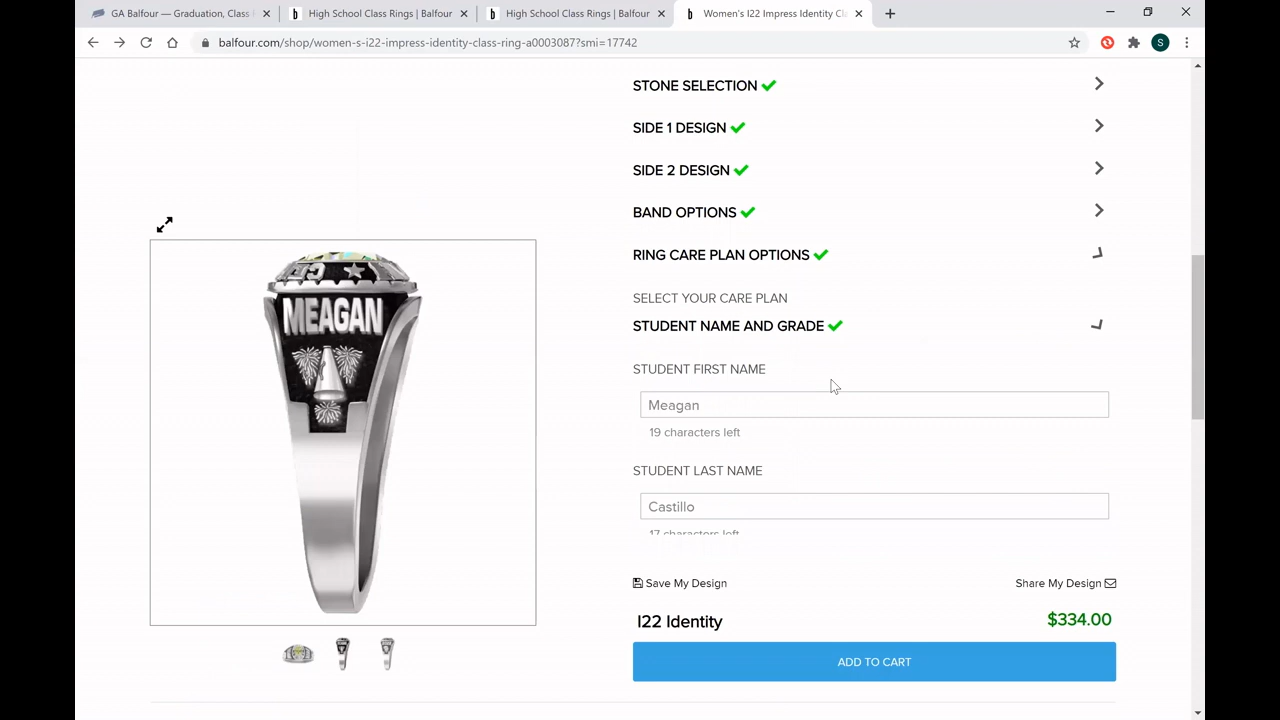 GA Balfour — Graduation, Class
High School Class Rings | Balfour
High School Class Rings | Balfour
Women's I22 Impress Identity Cla
balfour.com/shop/women-s-i22-impress-identity-class-ring-a0003087?smi=17742
S
STONE SELECTION
SIDE 1 DESIGN
SIDE 2 DESIGN
BAND OPTIONS
RING CARE PLAN OPTIONS
SELECT YOUR CARE PLAN
STUDENT NAME AND GRADE
STUDENT FIRST NAME
Meagan
19 characters left
STUDENT LAST NAME
Castillo
17 characters left
MEAGAN
Save My Design
Share My Design
I22 Identity
$334.00
ADD TO CART